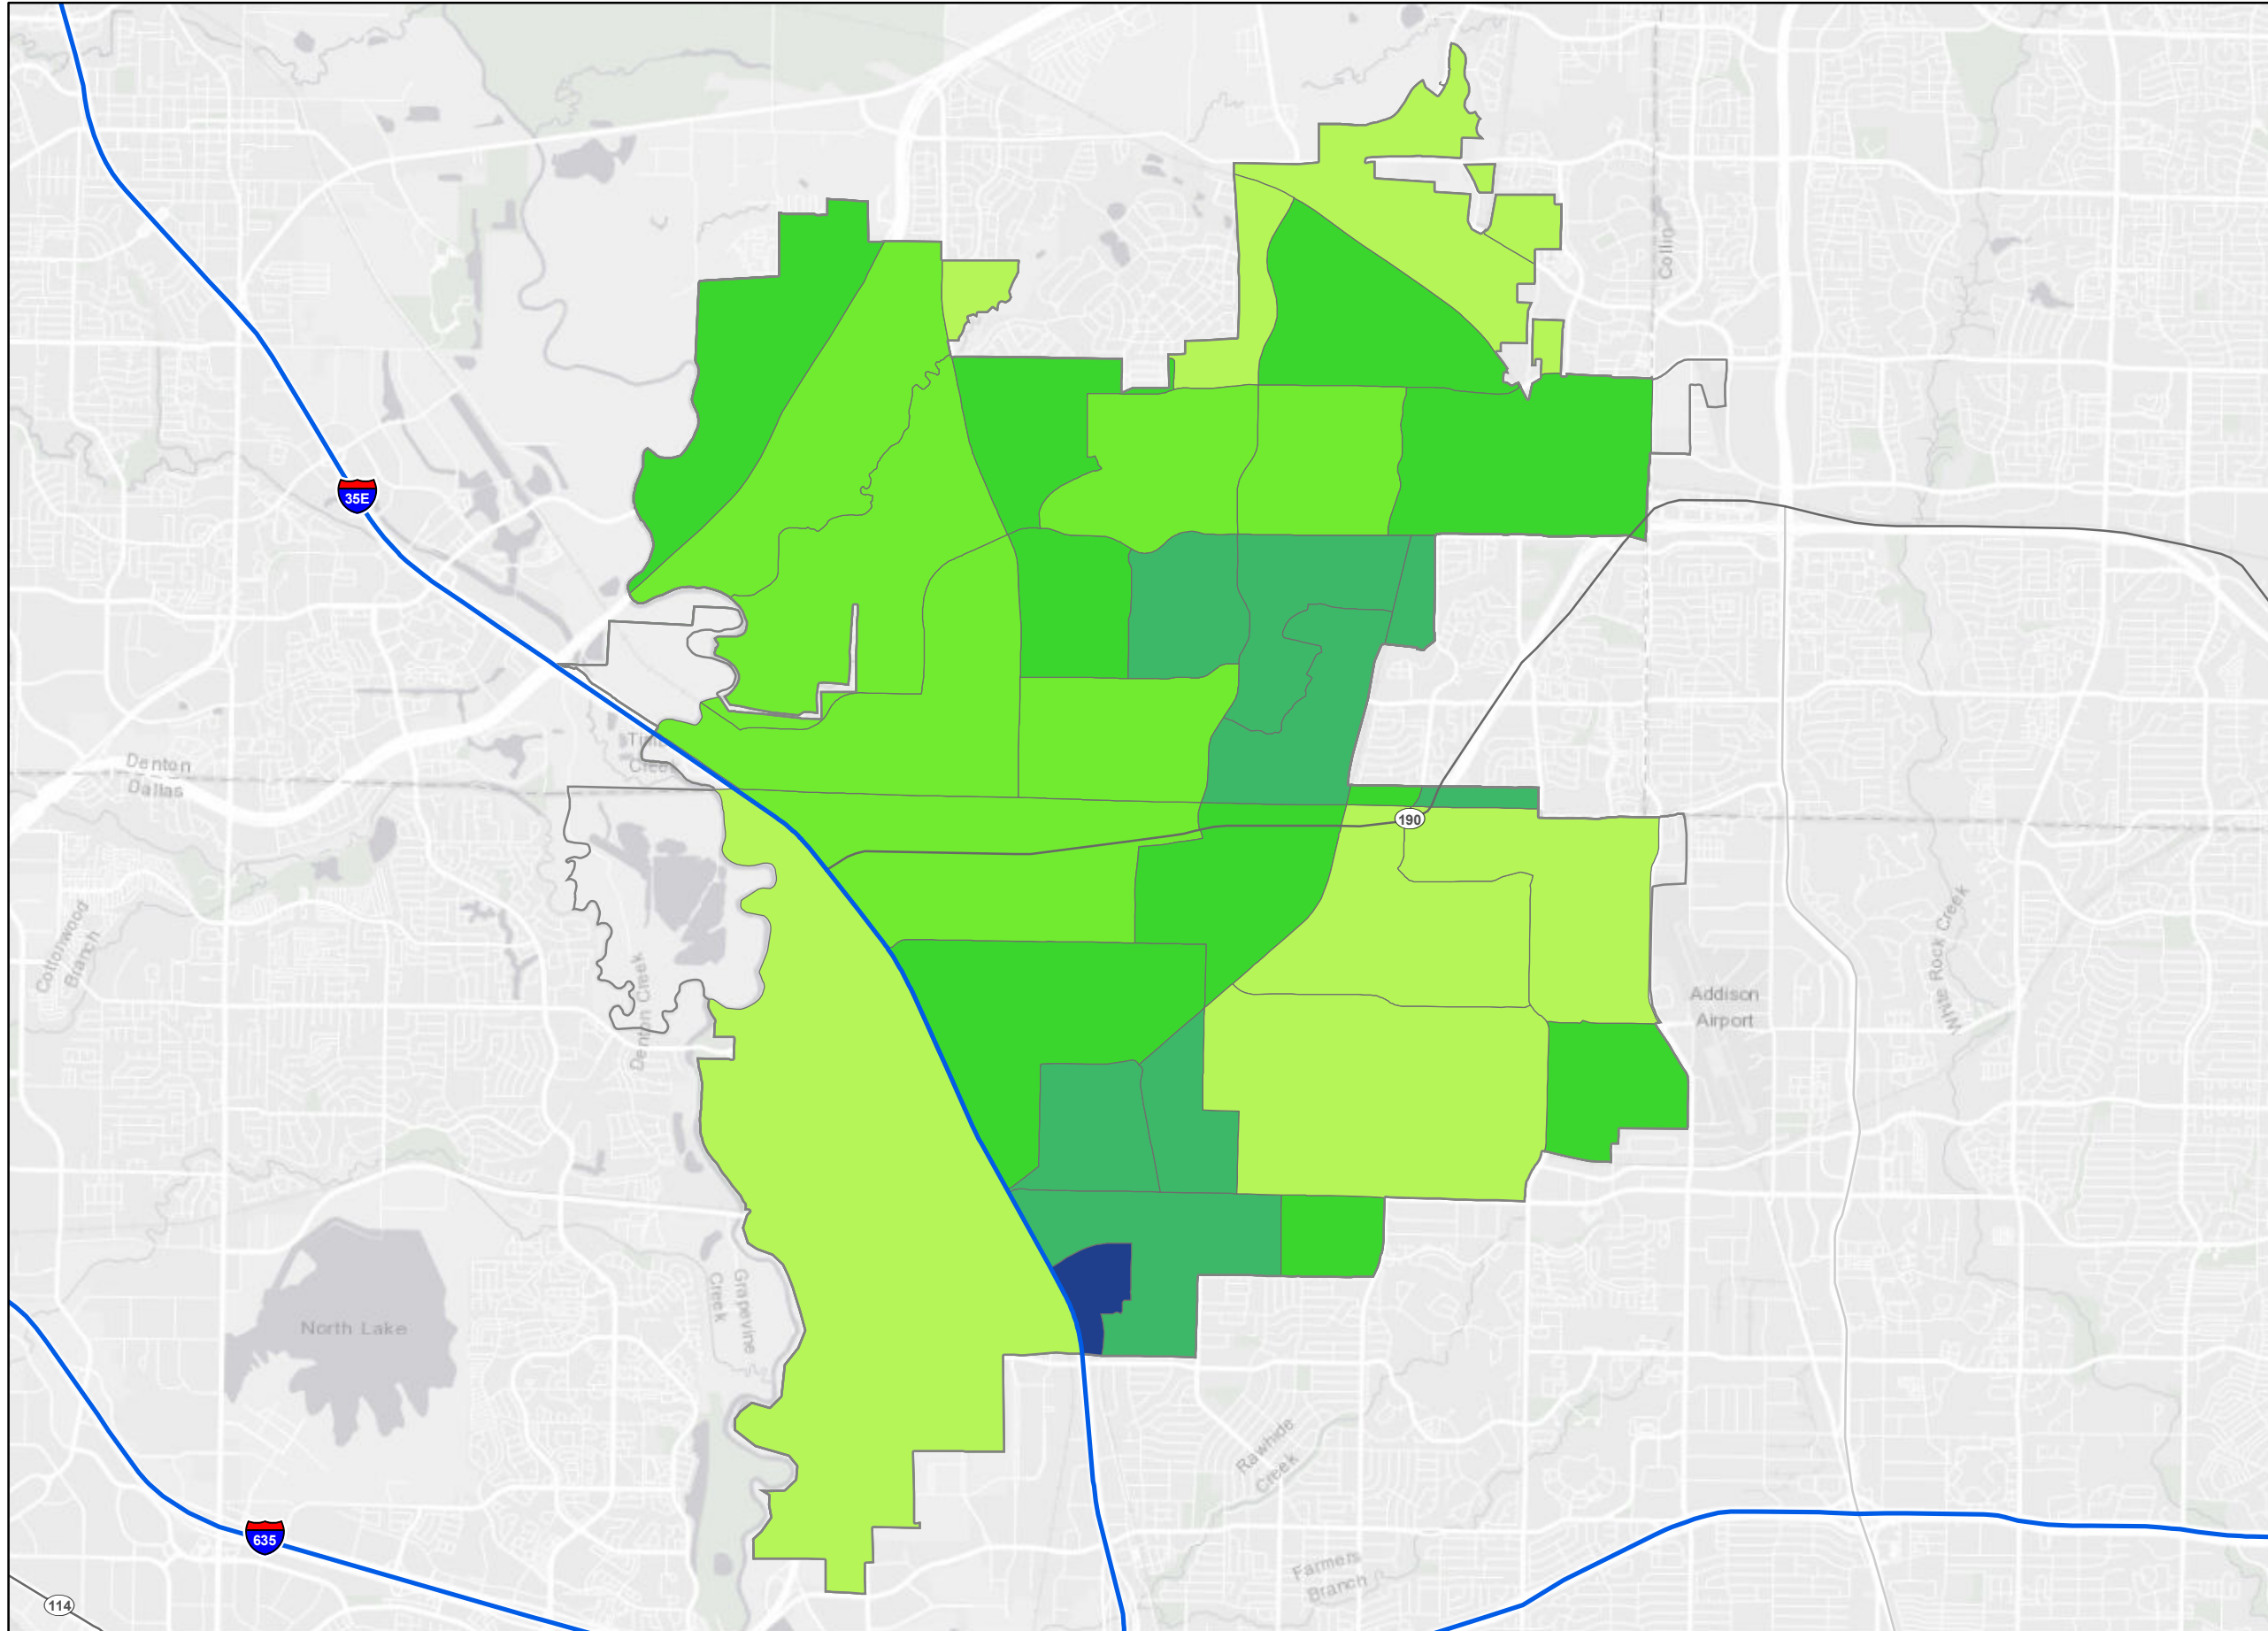 Collin
35E
Denton
Dallas
Creek
190
Cottonwood
Branch
Denton Creek
White Rock Creek
Addison
Airport
North Lake
Grapevine
Creek
Rawhide
Creek
635
Farmers
Branch
114